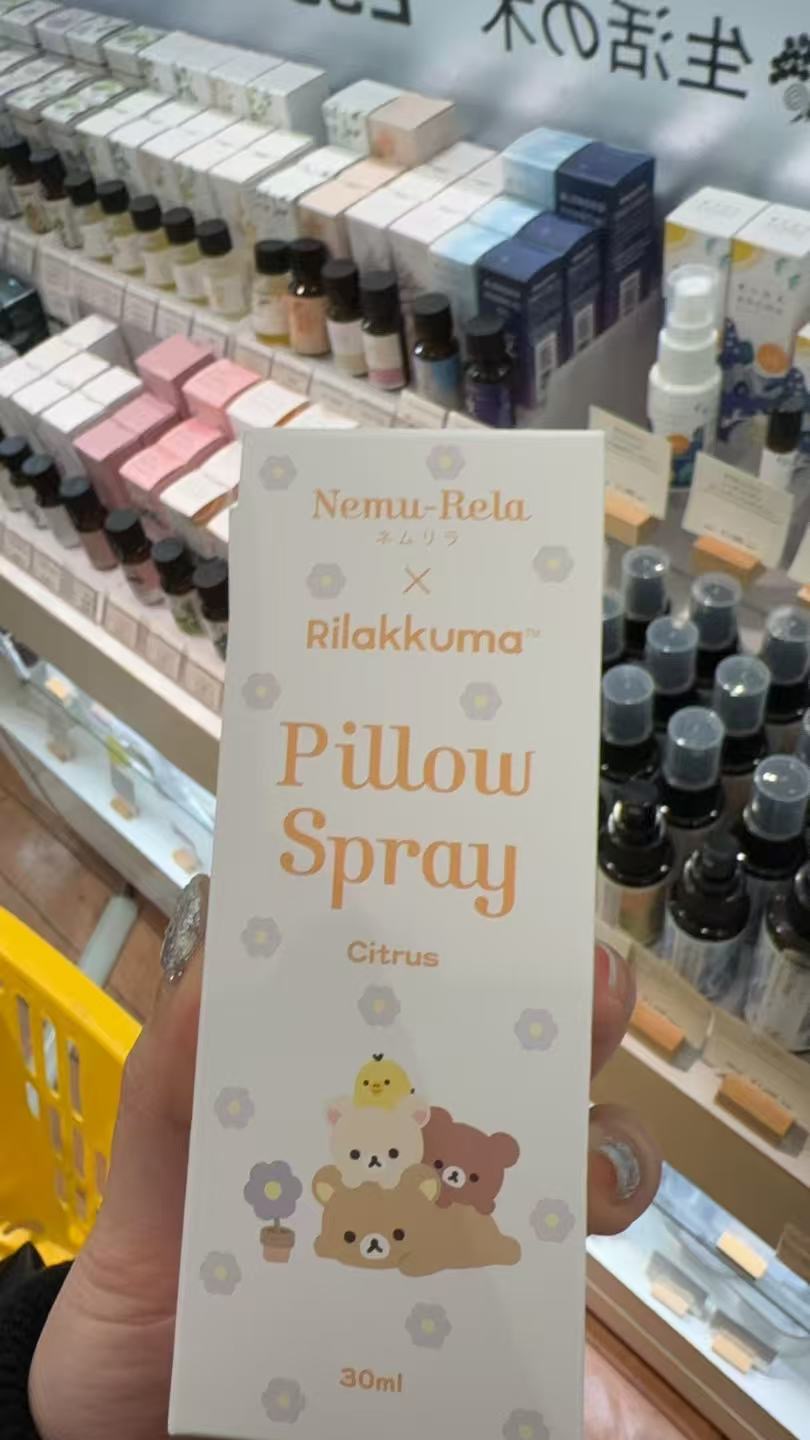 生活の木
Nemu-Rela
ネムリラ
×
Rilakkuma™
Pillow
Spray
Citrus
30ml